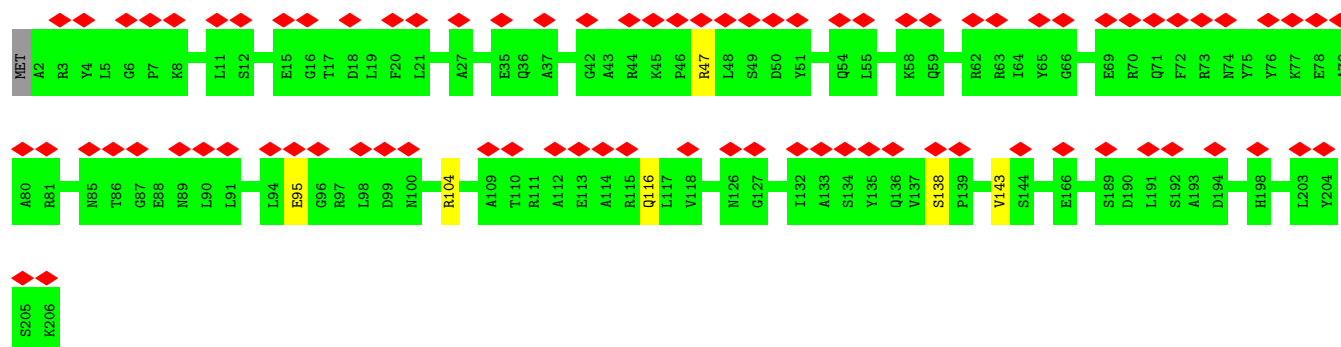 MET A2 R3 Y4 L5 G6 P7 K8 L11 S12 E15 G16 T17 D18 L19 F20 L21 A27 E35 Q36 A37 G42 A43 R44 K45 P46 R47 L48 S49 D50 Y51 Q54 L55 K58 Q59 R62 R63 I64 Y65 G66 E69 R70 Q71 F72 R73 N74 Y75 Y76 K77 E78
A80 R81 N85 T86 G87 E88 N89 L90 L91 L94 E95 G96 R97 L98 D99 N100 R104 A109 T110 R111 A112 E113 A114 R115 Q116 L117 V118 N126 G127 I132 A133 S134 Y135 Q136 V137 S138 P139 V143 S144 E166 S189 D190 L191 S192 A193 D194 H198 L203 Y204
S205 K206